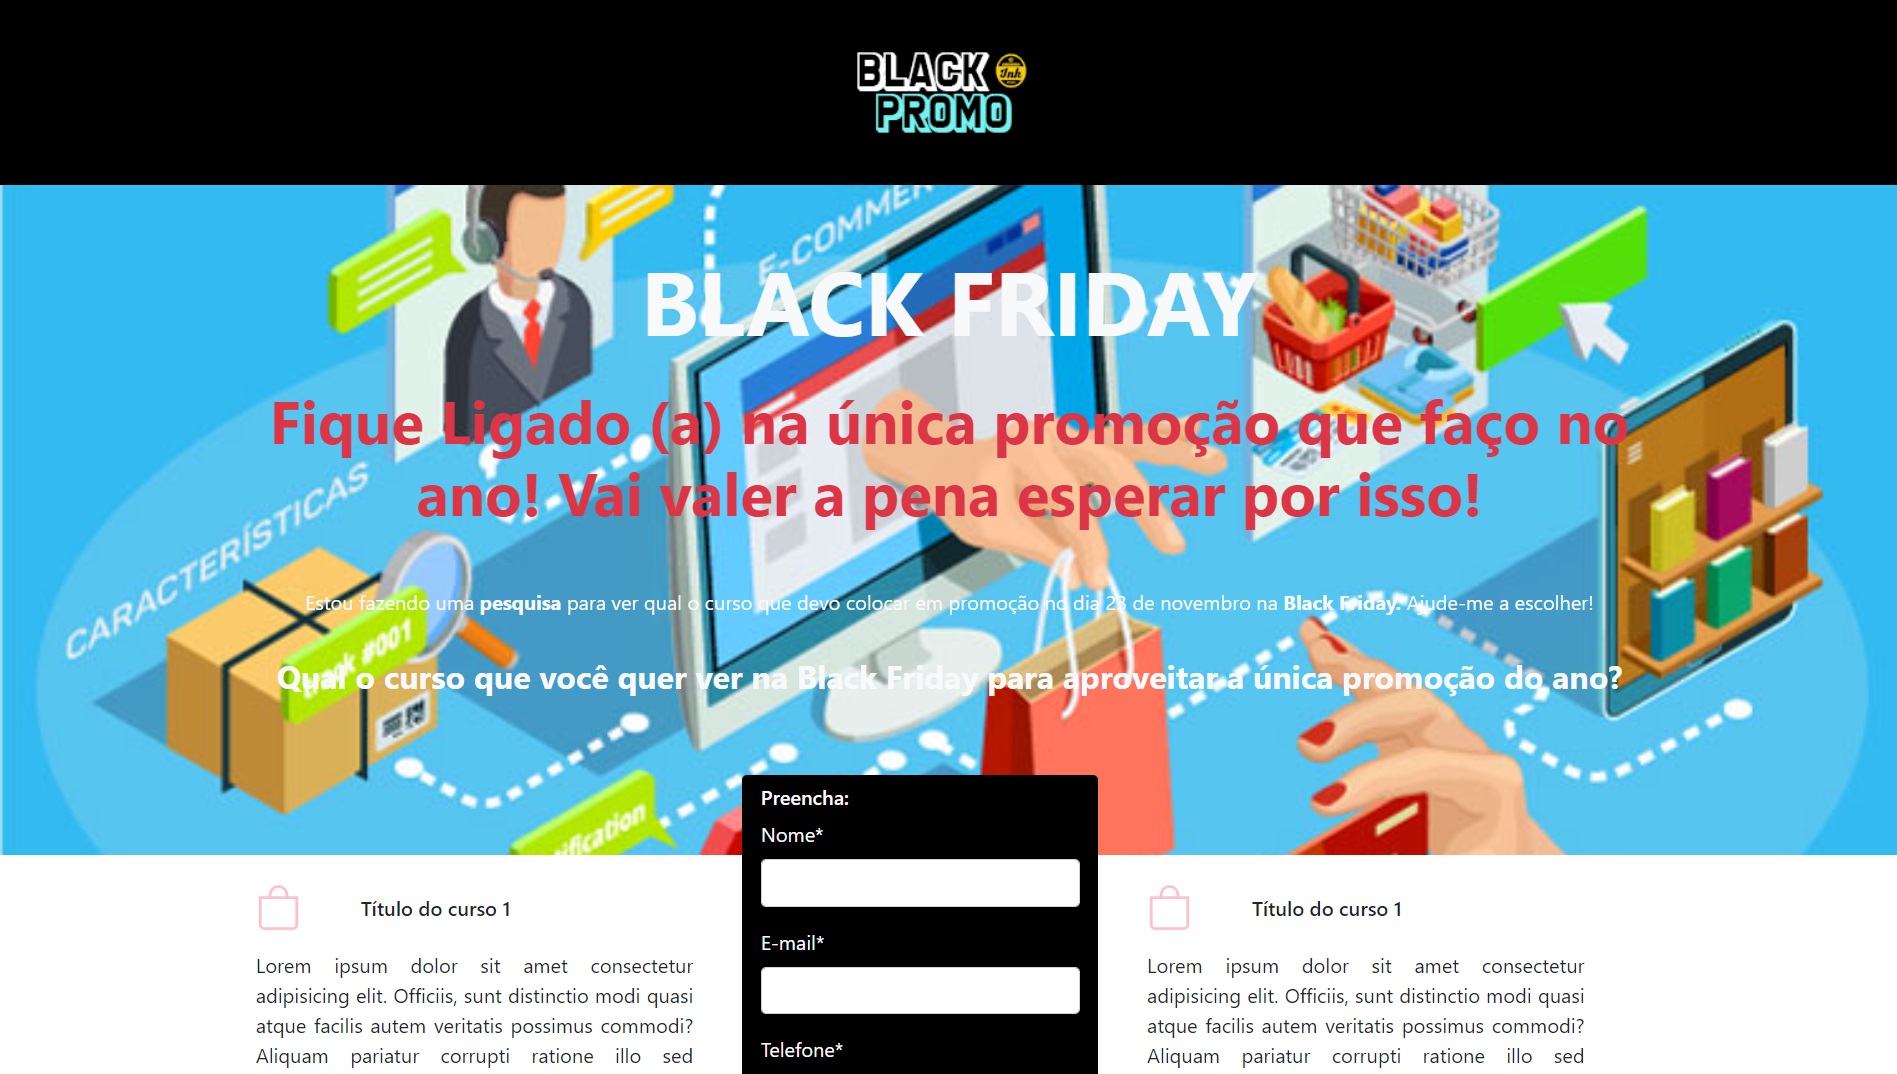 BLACK
Ink
PROMO
E-COMMER
BLACK FRIDAY
Fique Ligado (a) na única promoção que faço no
ano! Vai valer a pena esperar por isso!
CARACTERÍSTICAS
Estou fazendo uma pesquisa para ver qual o curso que devo colocar em promoção no dia 23 de novembro na Black Friday. Ajude-me a escolher!
#001
Qual o curso que você quer ver na Black Friday para aproveitar a única promoção do ano?
ification
Preencha:
Nome*
E-mail*
Telefone*
Título do curso 1
Lorem ipsum dolor sit amet consectetur
adipisicing elit. Officiis, sunt distinctio modi quasi
atque facilis autem veritatis possimus commodi?
Aliquam pariatur corrupti ratione illo sed
Título do curso 1
Lorem ipsum dolor sit amet consectetur
adipisicing elit. Officiis, sunt distinctio modi quasi
atque facilis autem veritatis possimus commodi?
Aliquam pariatur corrupti ratione illo sed